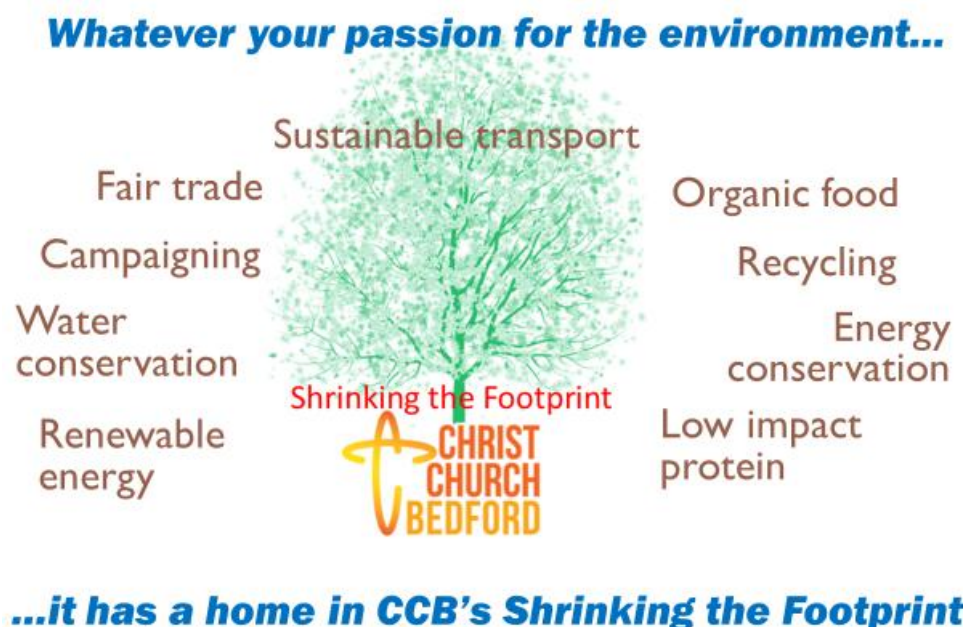 Whatever your passion for the environment...
Sustainable transport
Fair trade
Organic food
Campaigning
Recycling
Water
conservation
Energy
conservation
Shrinking the Footprint
Renewable
energy
Low impact
protein
CHRIST
CHURCH
BEDFORD
...it has a home in CCB's Shrinking the Footprint